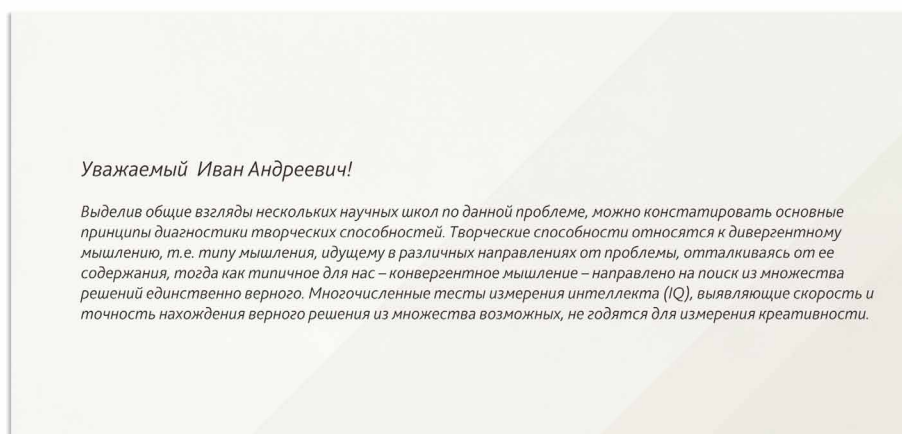 Уважаемый  Иван Андреевич!
Выделив общие взгляды нескольких научных школ по данной проблеме, можно констатировать основные
принципы диагностики творческих способностей. Творческие способности относятся к дивергентному
мышлению, т.е. типу мышления, идущему в различных направлениях от проблемы, отталкиваясь от ее
содержания, тогда как типичное для нас – конвергентное мышление – направлено на поиск из множества
решений единственно верного. Многочисленные тесты измерения интеллекта (IQ), выявляющие скорость и
точность нахождения верного решения из множества возможных, не годятся для измерения креативности.